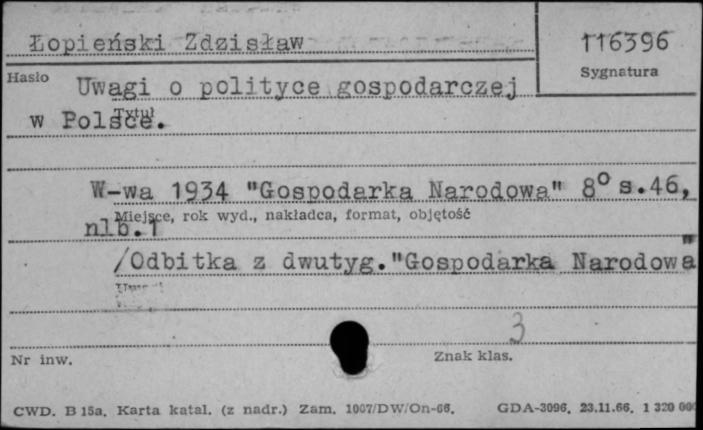 Łopieński Zdzisław
116396
Hasło
Sygnatura
Uwagi o polityce gospodarczej
Tytuł
w Polsce.
W-wa 1934 "Gospodarka Narodowa" 8° s.46,
Miejsce, rok wyd., nakładca, format, objętość
nlb.1
/Odbitka z dwutyg."Gospodarka Narodowa"
3
Nr inw.
Znak klas.
CWD. B 15a. Karta katal. (z nadr.) Zam. 1007/DW/On-66. GDA-3096. 23.11.66. 1 320 000